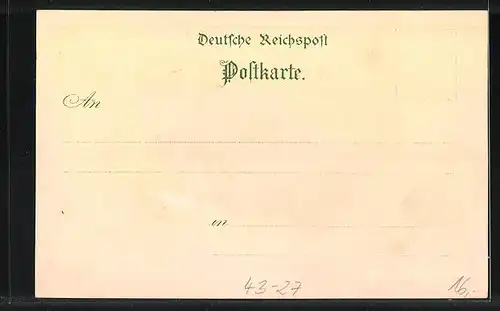 Deutsche Reichspost
Postkarte.
An
in
43-27
16,-